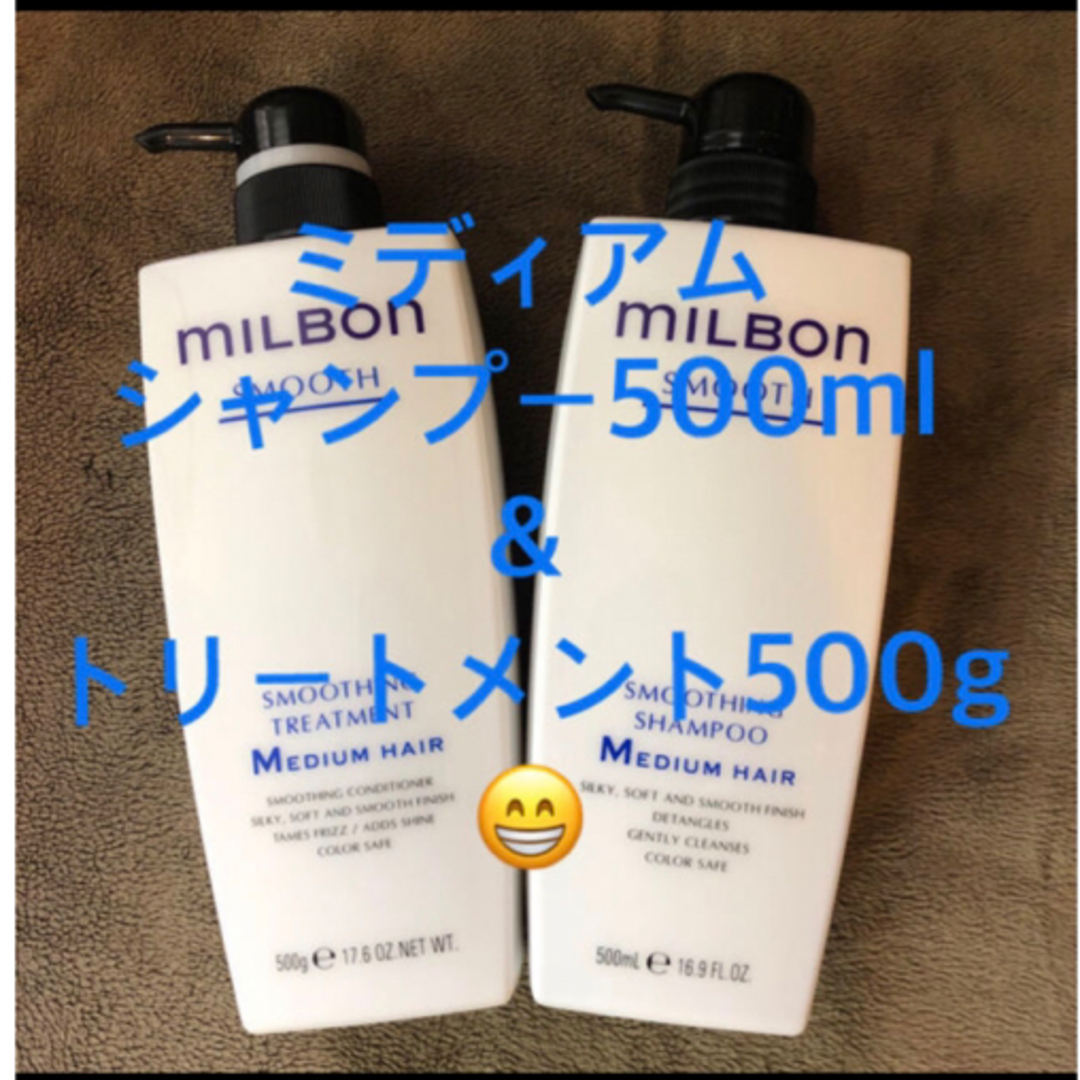 ミディアム
シャンプー500ml
&
トリートメント500g
MILBON
SMOOTH
SMOOTHING
TREATMENT
MEDIUM HAIR
SMOOTHING CONDITIONER
SILKY, SOFT AND SMOOTH FINISH
TAMES FRIZZ / ADDS SHINE
COLOR SAFE
500g e 17.6 OZ.NET WT.
MILBON
SMOOTH
SMOOTHING
SHAMPOO
MEDIUM HAIR
SILKY, SOFT AND SMOOTH FINISH
DETANGLES
GENTLY CLEANSES
COLOR SAFE
500mL e 16.9 FL.OZ.